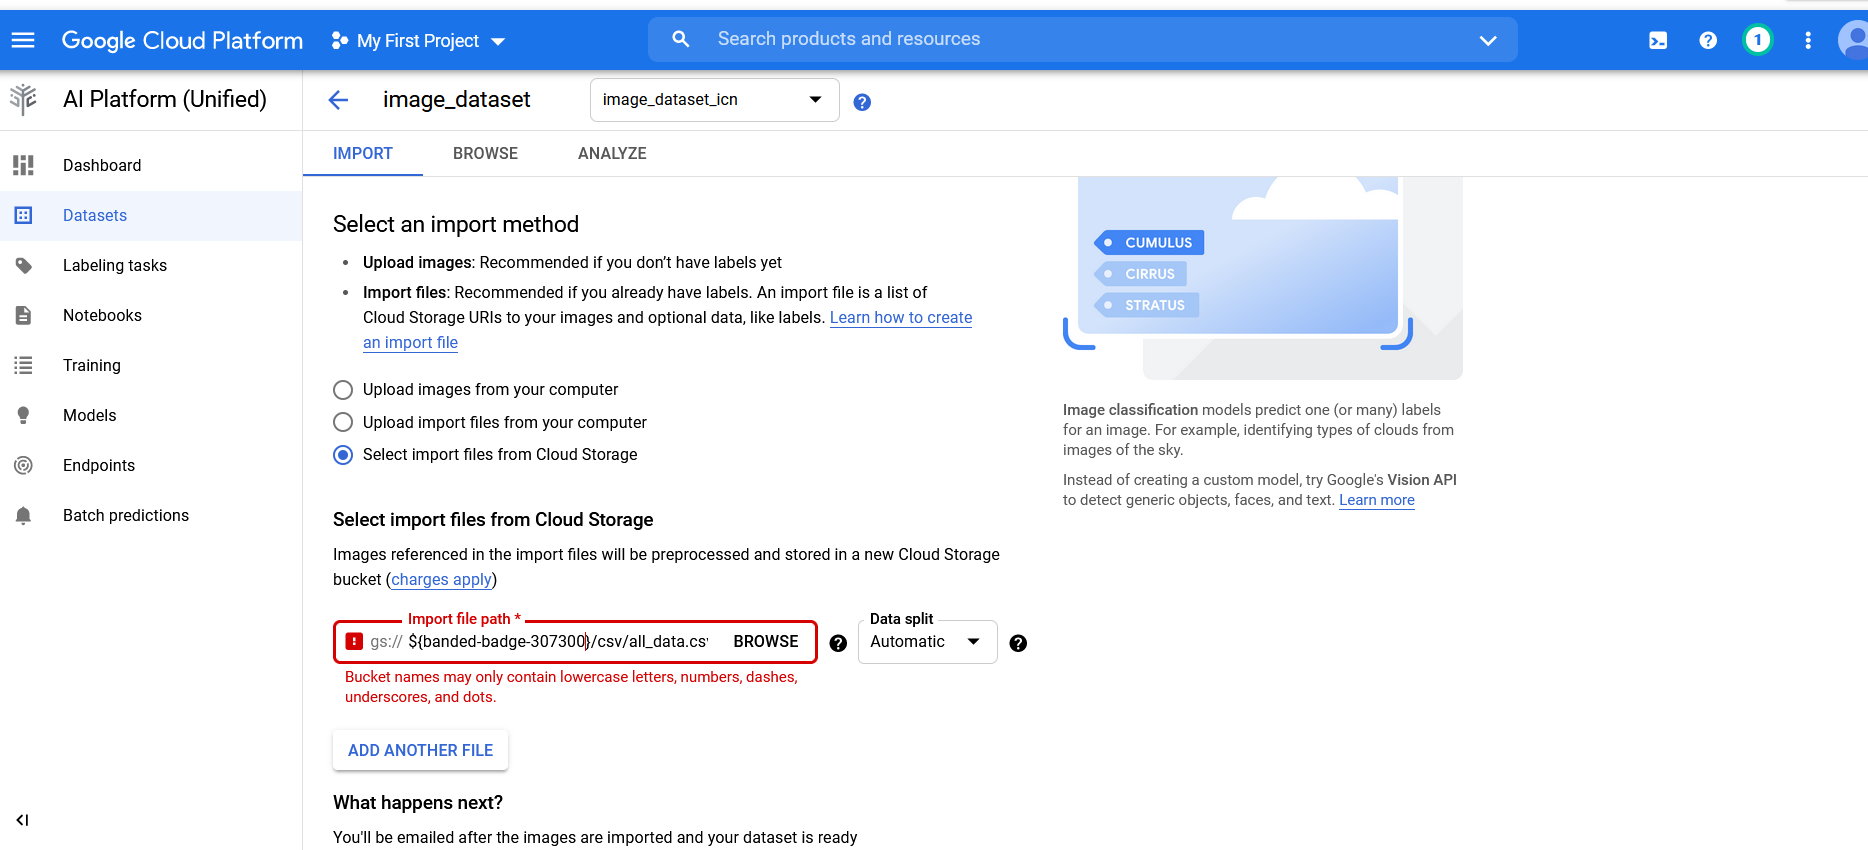 Google Cloud Platform
My First Project
Search products and resources
1
AI Platform (Unified)
image_dataset
image_dataset_icn
IMPORT
BROWSE
ANALYZE
Dashboard
Datasets
Labeling tasks
Notebooks
Training
Models
Endpoints
Batch predictions
Select an import method
Upload images: Recommended if you don’t have labels yet
Import files: Recommended if you already have labels. An import file is a list of
Cloud Storage URIs to your images and optional data, like labels. Learn how to create
an import file
Upload images from your computer
Upload import files from your computer
Select import files from Cloud Storage
Select import files from Cloud Storage
Images referenced in the import files will be preprocessed and stored in a new Cloud Storage
bucket (charges apply)
Import file path *
gs:// ${banded-badge-307300}/csv/all_data.cs
BROWSE
Data split
Automatic
Bucket names may only contain lowercase letters, numbers, dashes,
underscores, and dots.
ADD ANOTHER FILE
What happens next?
You'll be emailed after the images are imported and your dataset is ready
CUMULUS
CIRRUS
STRATUS
Image classification models predict one (or many) labels
for an image. For example, identifying types of clouds from
images of the sky.
Instead of creating a custom model, try Google's Vision API
to detect generic objects, faces, and text. Learn more